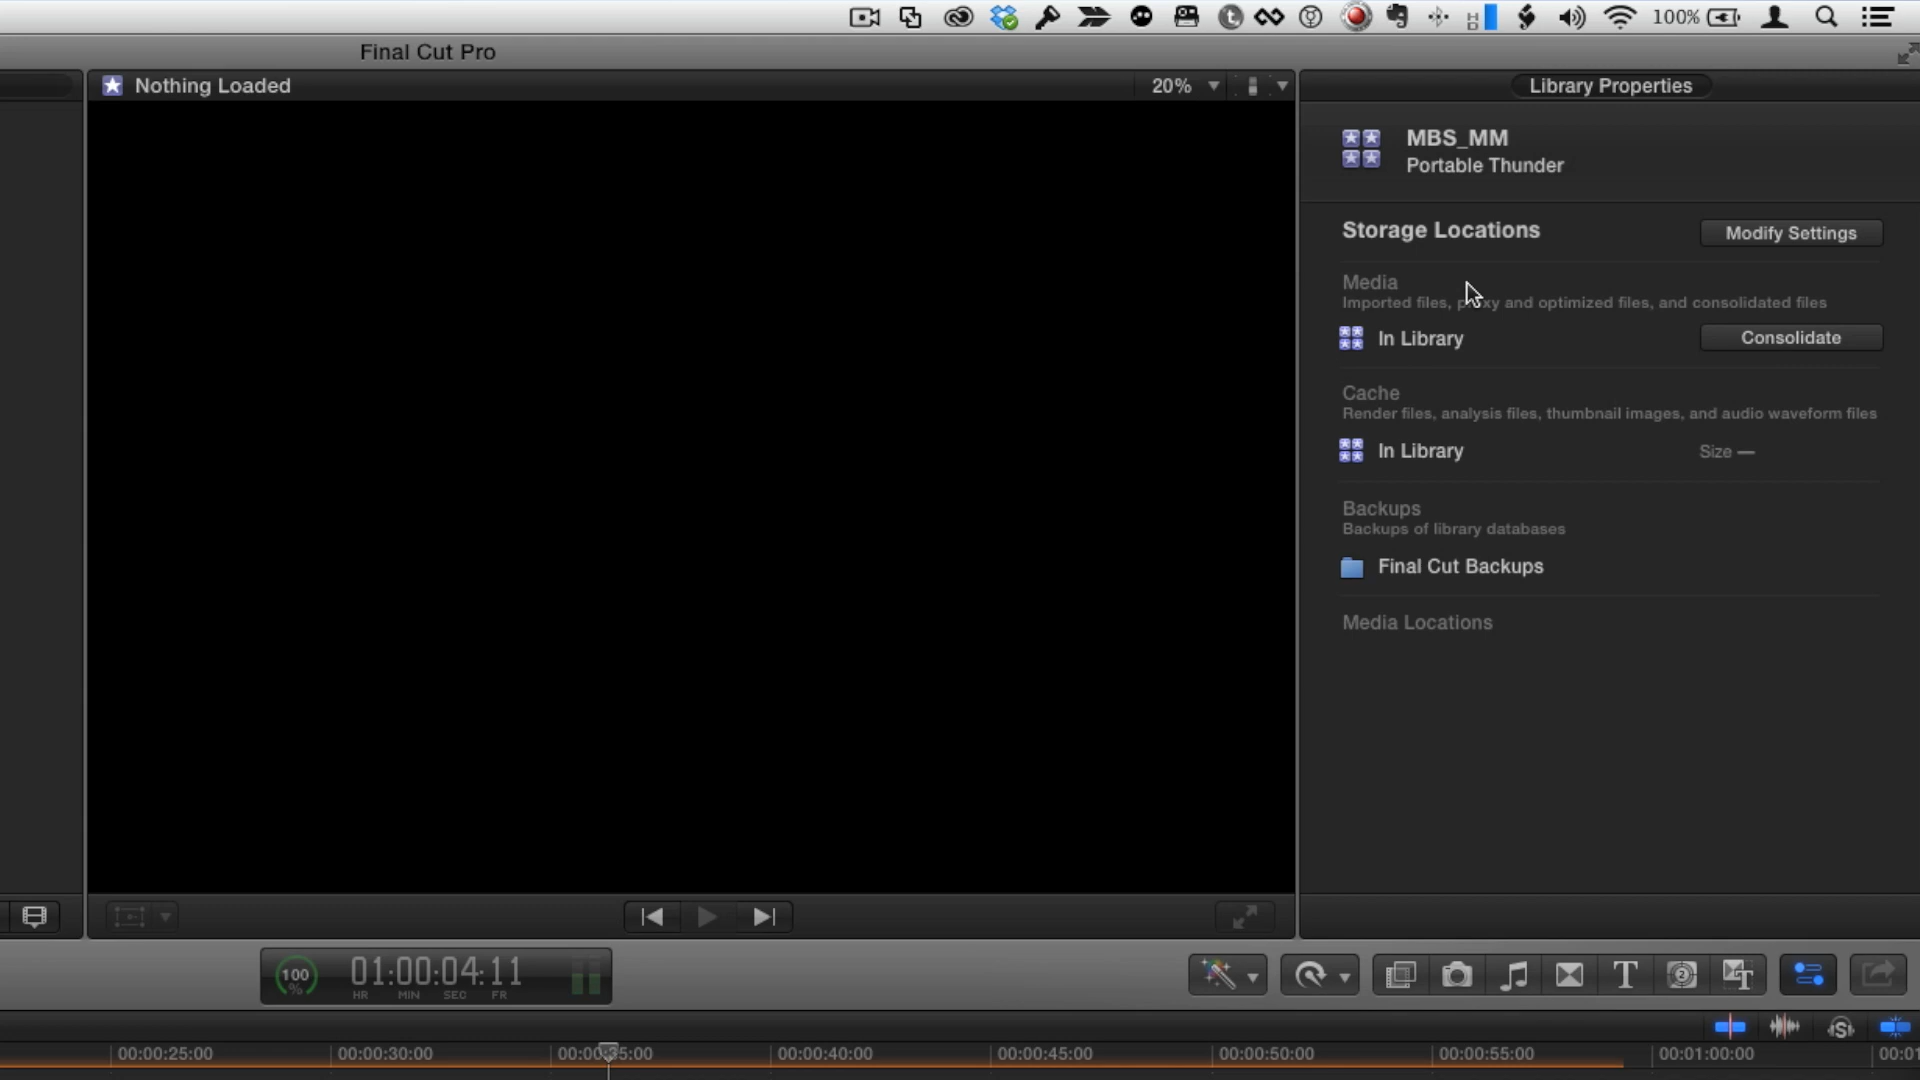 100%
Final Cut Pro
Nothing Loaded
20%
Library Properties
MBS_MM
Portable Thunder
Storage Locations
Modify Settings
Media
Imported files, proxy and optimized files, and consolidated files
In Library
Consolidate
Cache
Render files, analysis files, thumbnail images, and audio waveform files
In Library
Size —
Backups
Backups of library databases
Final Cut Backups
Media Locations
100
%
01:00:04:11
HR MIN SEC FR
00:00:25:00
00:00:30:00
00:00:35:00
00:00:40:00
00:00:45:00
00:00:50:00
00:00:55:00
00:01:00:00
00:01